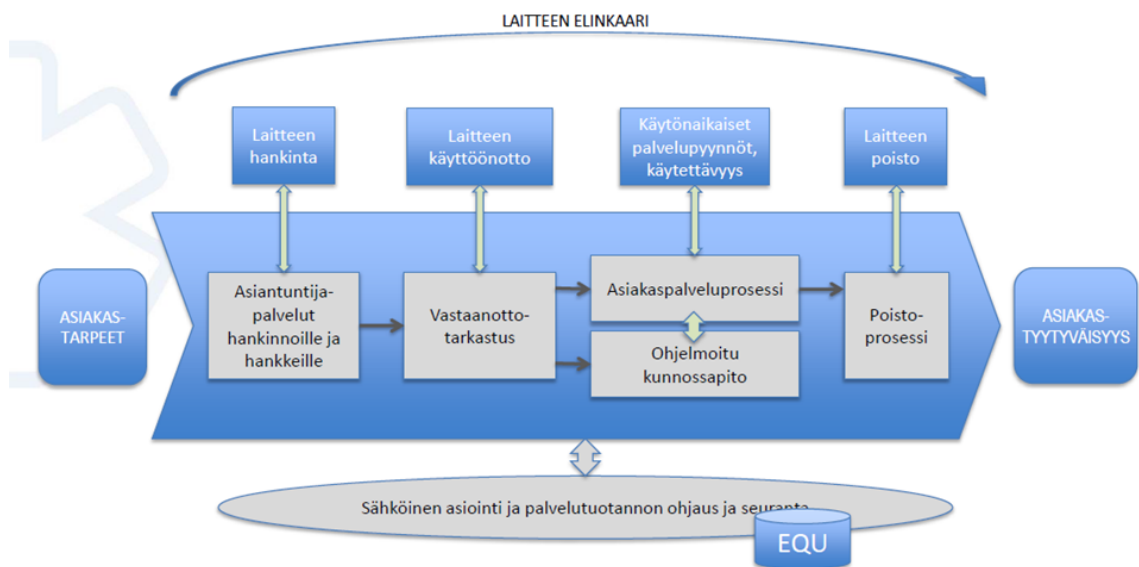 LAITTEEN ELINKAARI
Laitteen
hankinta
Laitteen
käyttöönotto
Käytönaikaiset
palvelupyynnöt,
käytettävyys
Laitteen
poisto
ASIAKAS-
TARPEET
Asiantuntija-
palvelut
hankinnoille ja
hankkeille
Vastaanotto-
tarkastus
Asiakaspalveluprosessi
Ohjelmoitu
kunnossapito
Poisto-
prosessi
ASIAKAS-
TYYTYVÄISYYS
Sähköinen asiointi ja palvelutuotannon ohjaus ja seuranta
EQU